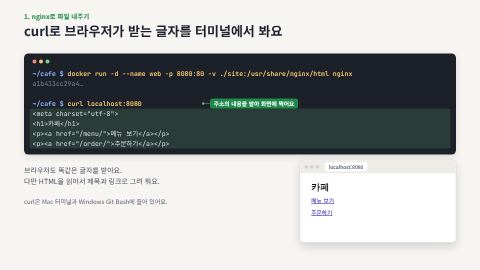 1. nginx로 파일 내주기
curl로 브라우저가 받는 글자를 터미널에서 봐요
~/cafe $ docker run -d --name web -p 8080:80 -v ./site:/usr/share/nginx/html nginx
a1b433cc29a4…
~/cafe $ curl localhost:8080
주소의 내용을 받아 화면에 찍어요
<meta charset="utf-8">
<h1>카페</h1>
<p><a href="/menu/">메뉴 보기</a></p>
<p><a href="/order/">주문하기</a></p>
브라우저도 똑같은 글자를 받아요.
다만 HTML을 읽어서 제목과 링크로 그려 줘요.
curl은 Mac 터미널과 Windows Git Bash에 들어 있어요.
localhost:8080
카페
메뉴 보기
주문하기